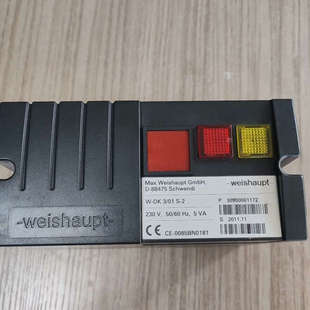 -weishaupt-
Max Weishaupt GmbH,
D-88475 Schwendi
-weishaupt-
W-DK 3/01 S-2
230 V, 50/60 Hz, 5 VA
S 2011.11
CE-0085BN0181